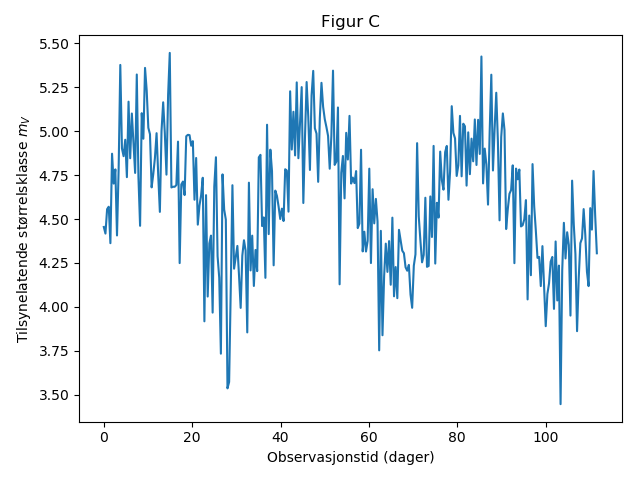 Figur C
Tilsynelatende størrelsklasse m_V
5.50
5.25
5.00
4.75
4.50
4.25
4.00
3.75
3.50
0 20 40 60 80 100
Observasjonstid (dager)